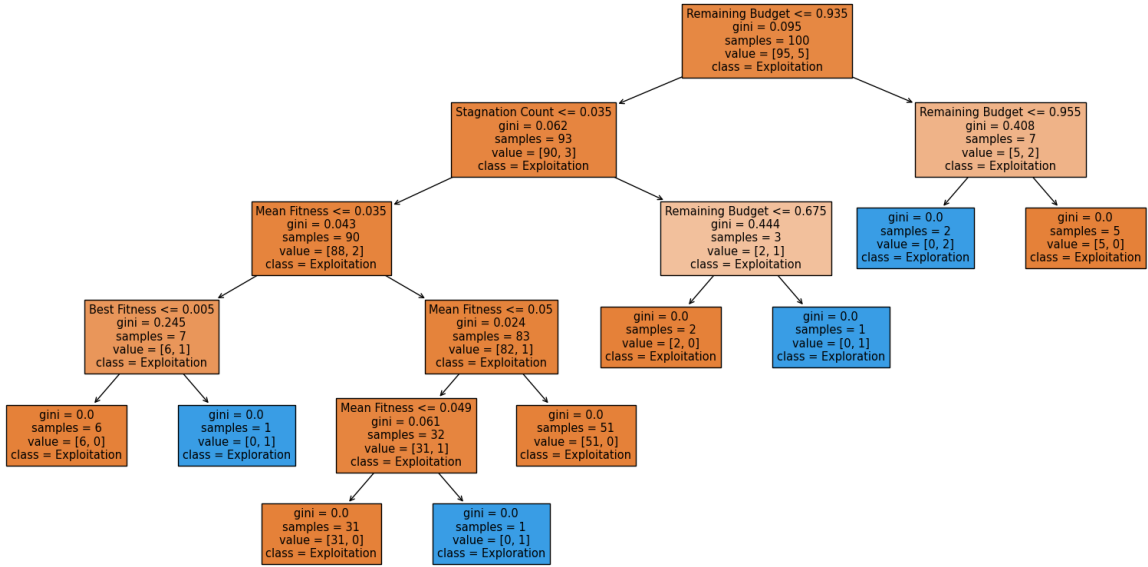 Remaining Budget <= 0.935
gini = 0.095
samples = 100
value = [95, 5]
class = Exploitation
Stagnation Count <= 0.035
gini = 0.062
samples = 93
value = [90, 3]
class = Exploitation
Remaining Budget <= 0.955
gini = 0.408
samples = 7
value = [5, 2]
class = Exploitation
Mean Fitness <= 0.035
gini = 0.043
samples = 90
value = [88, 2]
class = Exploitation
Remaining Budget <= 0.675
gini = 0.444
samples = 3
value = [2, 1]
class = Exploitation
gini = 0.0
samples = 2
value = [0, 2]
class = Exploration
gini = 0.0
samples = 5
value = [5, 0]
class = Exploitation
Best Fitness <= 0.005
gini = 0.245
samples = 7
value = [6, 1]
class = Exploitation
Mean Fitness <= 0.05
gini = 0.024
samples = 83
value = [82, 1]
class = Exploitation
gini = 0.0
samples = 2
value = [2, 0]
class = Exploitation
gini = 0.0
samples = 1
value = [0, 1]
class = Exploration
gini = 0.0
samples = 6
value = [6, 0]
class = Exploitation
gini = 0.0
samples = 1
value = [0, 1]
class = Exploration
Mean Fitness <= 0.049
gini = 0.061
samples = 32
value = [31, 1]
class = Exploitation
gini = 0.0
samples = 51
value = [51, 0]
class = Exploitation
gini = 0.0
samples = 31
value = [31, 0]
class = Exploitation
gini = 0.0
samples = 1
value = [0, 1]
class = Exploration